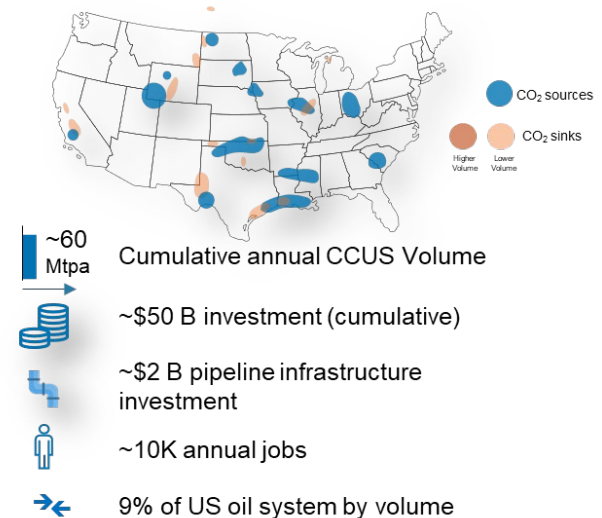 CO₂ sources
CO₂ sinks
Higher
Volume
Lower
Volume
~60
Mtpa
Cumulative annual CCUS Volume
~$50 B investment (cumulative)
~$2 B pipeline infrastructure
investment
~10K annual jobs
9% of US oil system by volume